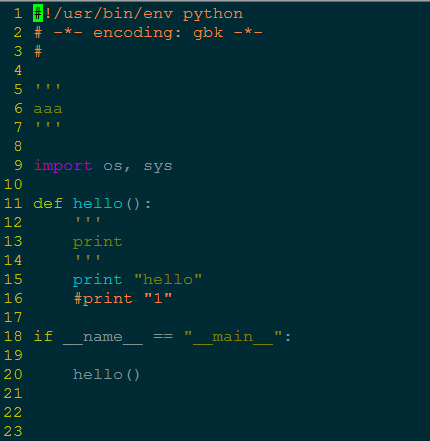 1 #!/usr/bin/env python
2 # -*- encoding: gbk -*-
3 #
4
5 '''
6 aaa
7 '''
8
9 import os, sys
10
11 def hello():
12     '''
13     print
14     '''
15     print "hello"
16     #print "1"
17
18 if __name__ == "__main__":
19
20     hello()
21
22
23